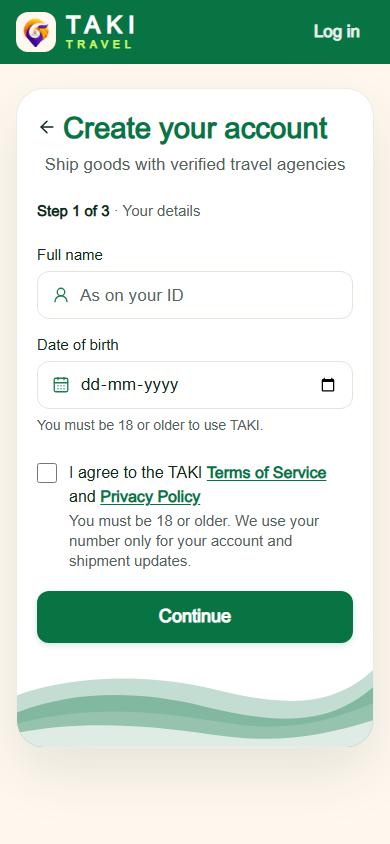 TAKI
TRAVEL
Log in
Create your account
Ship goods with verified travel agencies
Step 1 of 3 · Your details
Full name
As on your ID
Date of birth
dd-mm-yyyy
You must be 18 or older to use TAKI.
I agree to the TAKI Terms of Service
and Privacy Policy
You must be 18 or older. We use your
number only for your account and
shipment updates.
Continue